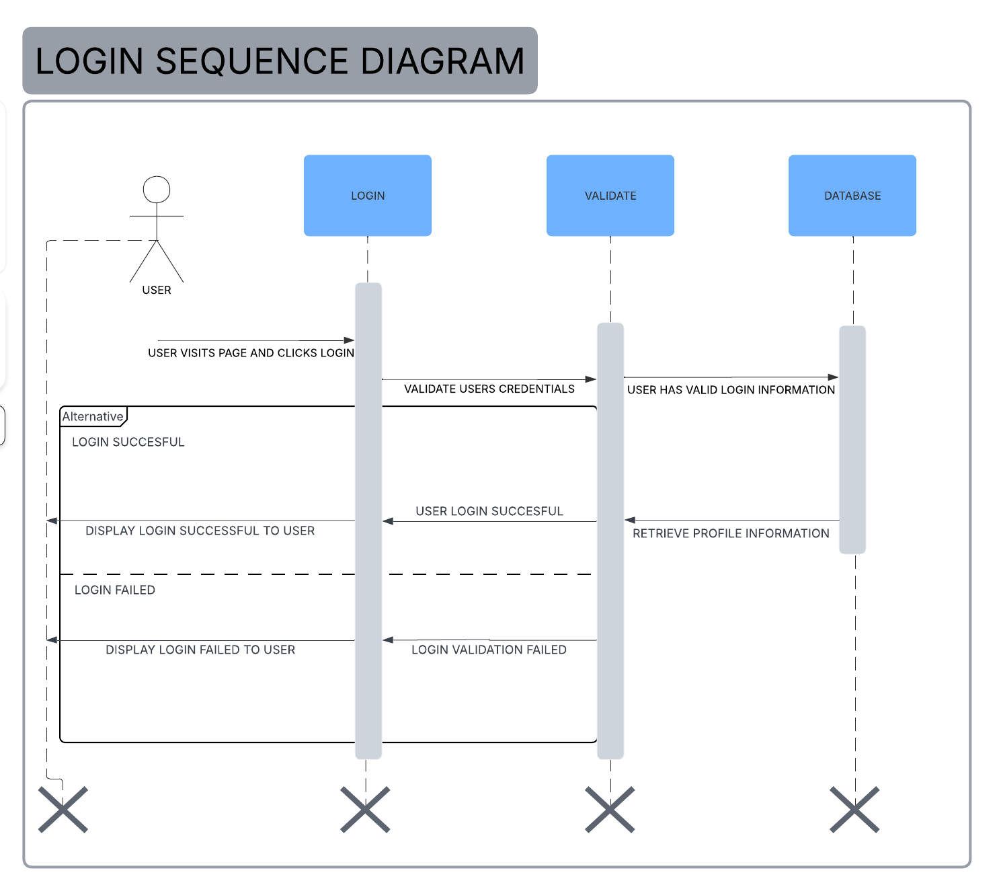 LOGIN SEQUENCE DIAGRAM
LOGIN
VALIDATE
DATABASE
USER
USER VISITS PAGE AND CLICKS LOGIN
VALIDATE USERS CREDENTIALS
USER HAS VALID LOGIN INFORMATION
Alternative
LOGIN SUCCESFUL
USER LOGIN SUCCESFUL
DISPLAY LOGIN SUCCESSFUL TO USER
RETRIEVE PROFILE INFORMATION
LOGIN FAILED
DISPLAY LOGIN FAILED TO USER
LOGIN VALIDATION FAILED